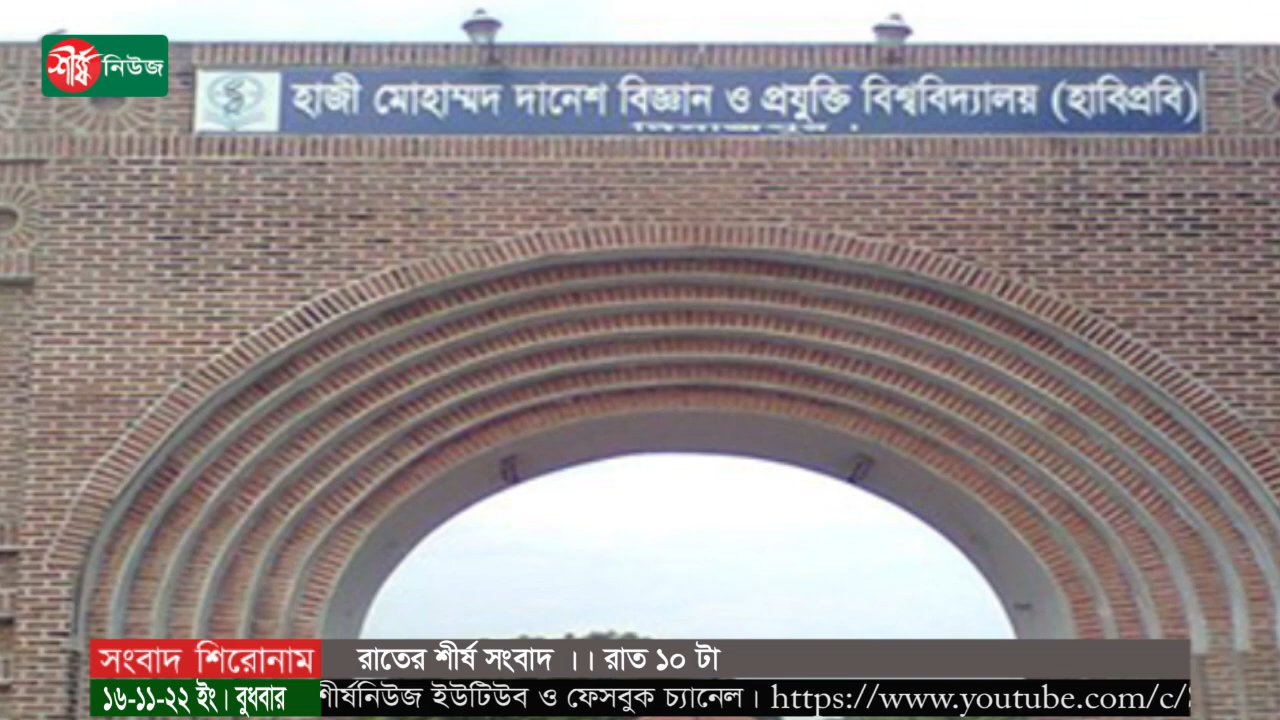 শীর্ষ নিউজ
হাজী মোহাম্মদ দানেশ বিজ্ঞান ও প্রযুক্তি বিশ্ববিদ্যালয় (হাবিপ্রবি)
সংবাদ শিরোনাম
রাতের শীর্ষ সংবাদ ।। রাত ১০ টা
১৬-১১-২২ ইং। বুধবার
শীর্ষনিউজ ইউটিউব ও ফেসবুক চ্যানেল। https://www.youtube.com/c/